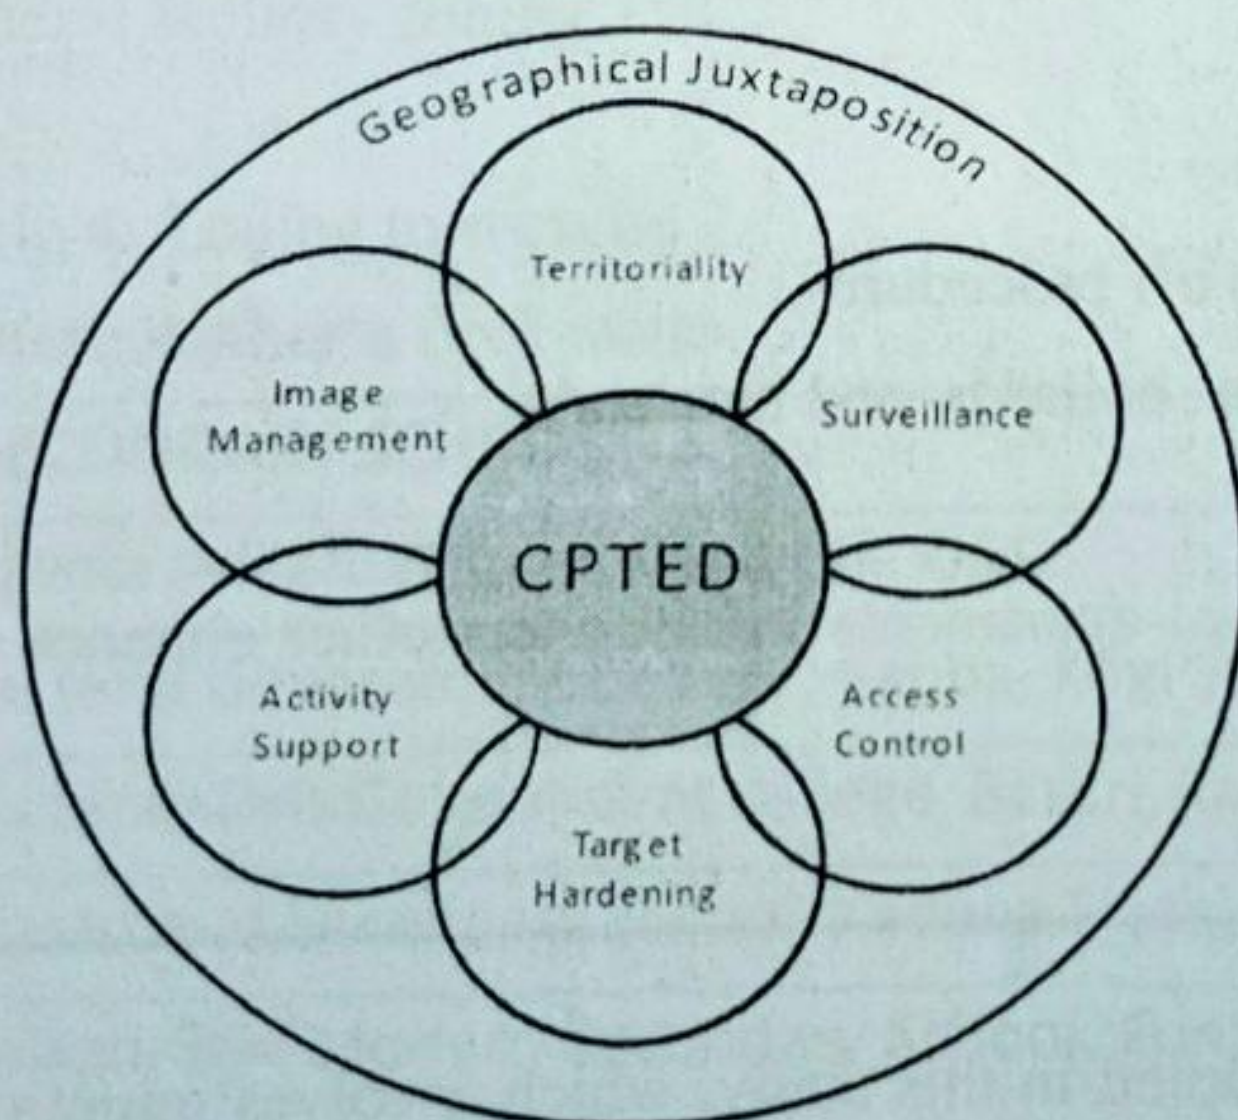 Geographical Juxtaposition
Territoriality
Image
Management
Surveillance
CPTED
Activity
Support
Access
Control
Target
Hardening